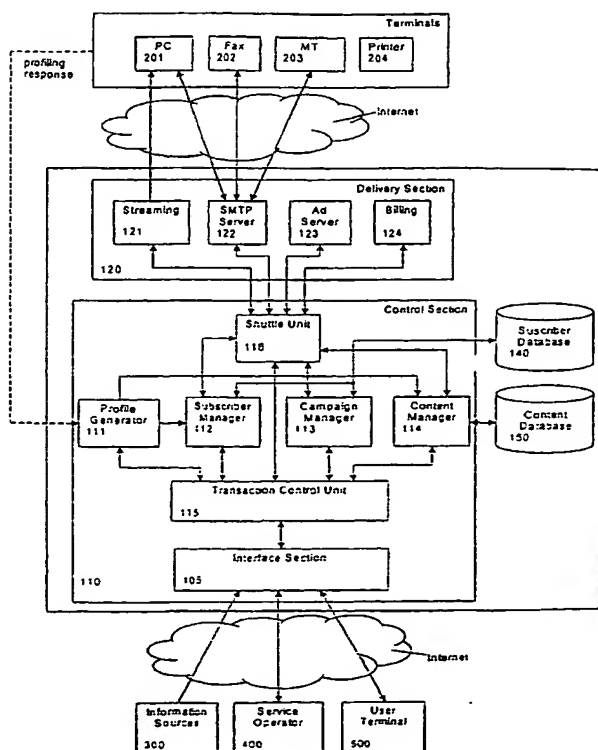 Terminals
PC
201
Fax
202
MT
203
Printer
204
profiling
response
Internet
Delivery Section
Streaming
121
SMTP
Server
122
Ad
Server
123
Billing
124
120
Control Section
Shuttle Unit
116
Suscriber
Database
140
Profile
Generator
111
Subscriber
Manager
112
Campaign
Manager
113
Content
Manager
114
Content
Database
150
Transaction Control Unit
115
Interface Section
105
110
Internet
Information
Sources
300
Service
Operator
400
User
Terminal
500